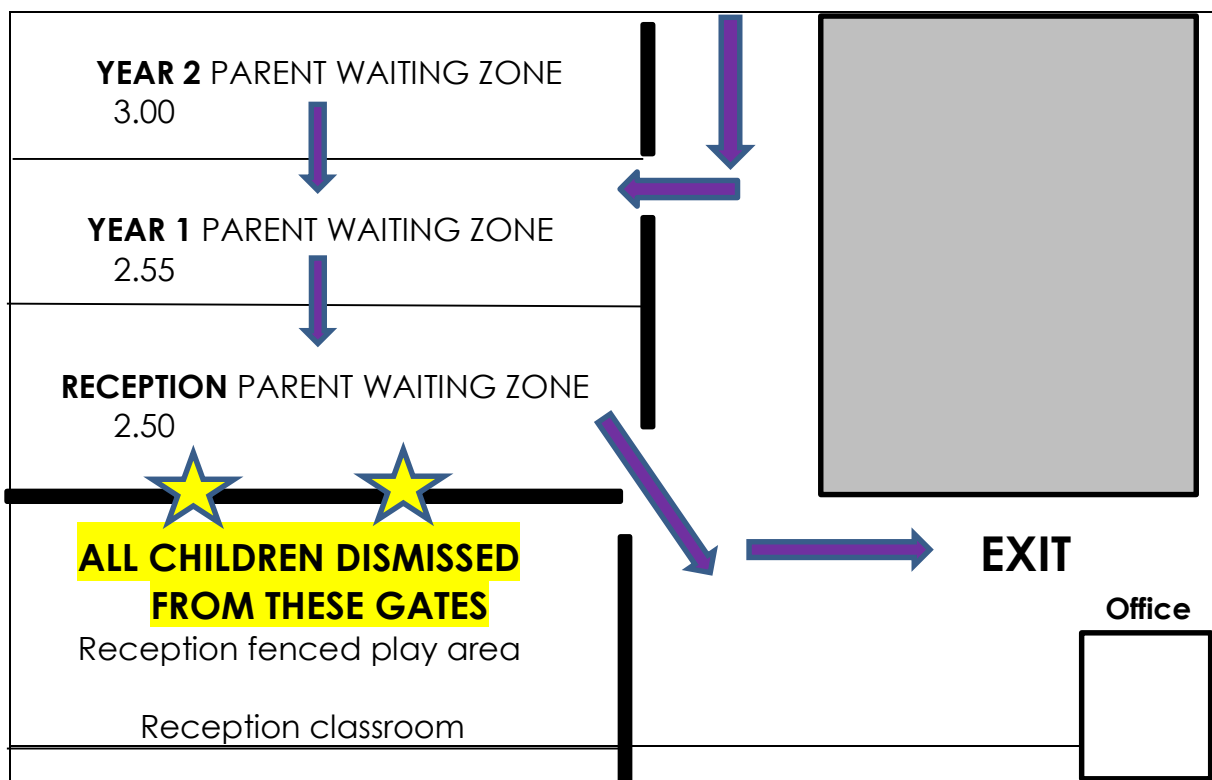 YEAR 2 PARENT WAITING ZONE
3.00
YEAR 1 PARENT WAITING ZONE
2.55
RECEPTION PARENT WAITING ZONE
2.50
ALL CHILDREN DISMISSED
FROM THESE GATES
Reception fenced play area
Reception classroom
EXIT
Office